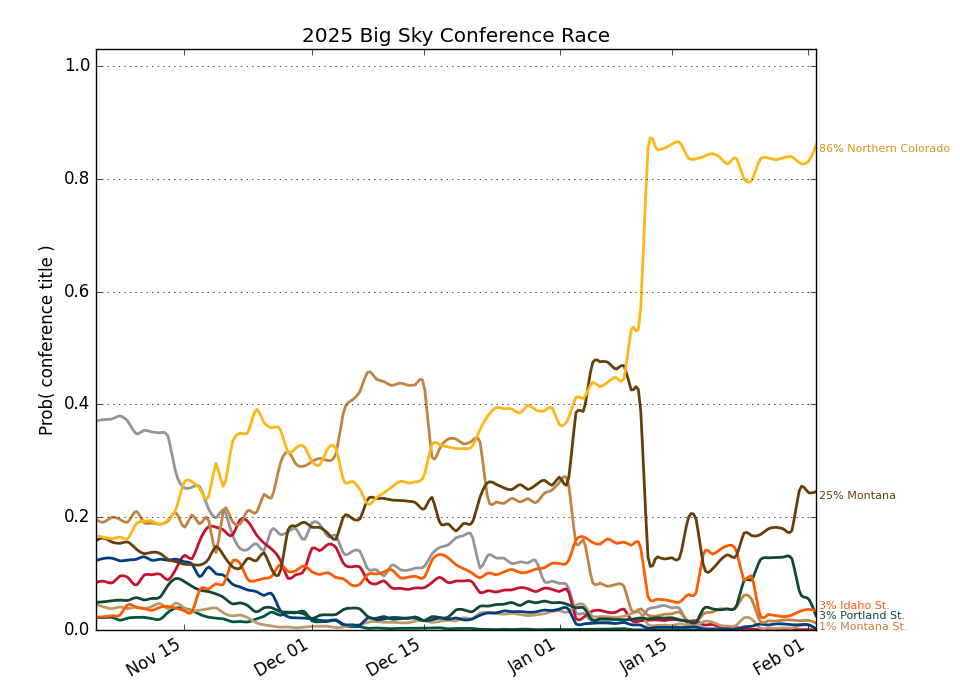 2025 Big Sky Conference Race
Prob( conference title )
1.0
0.8
0.6
0.4
0.2
0.0
86% Northern Colorado
25% Montana
3% Idaho St.
3% Portland St.
1% Montana St.
Nov 15
Dec 01
Dec 15
Jan 01
Jan 15
Feb 01